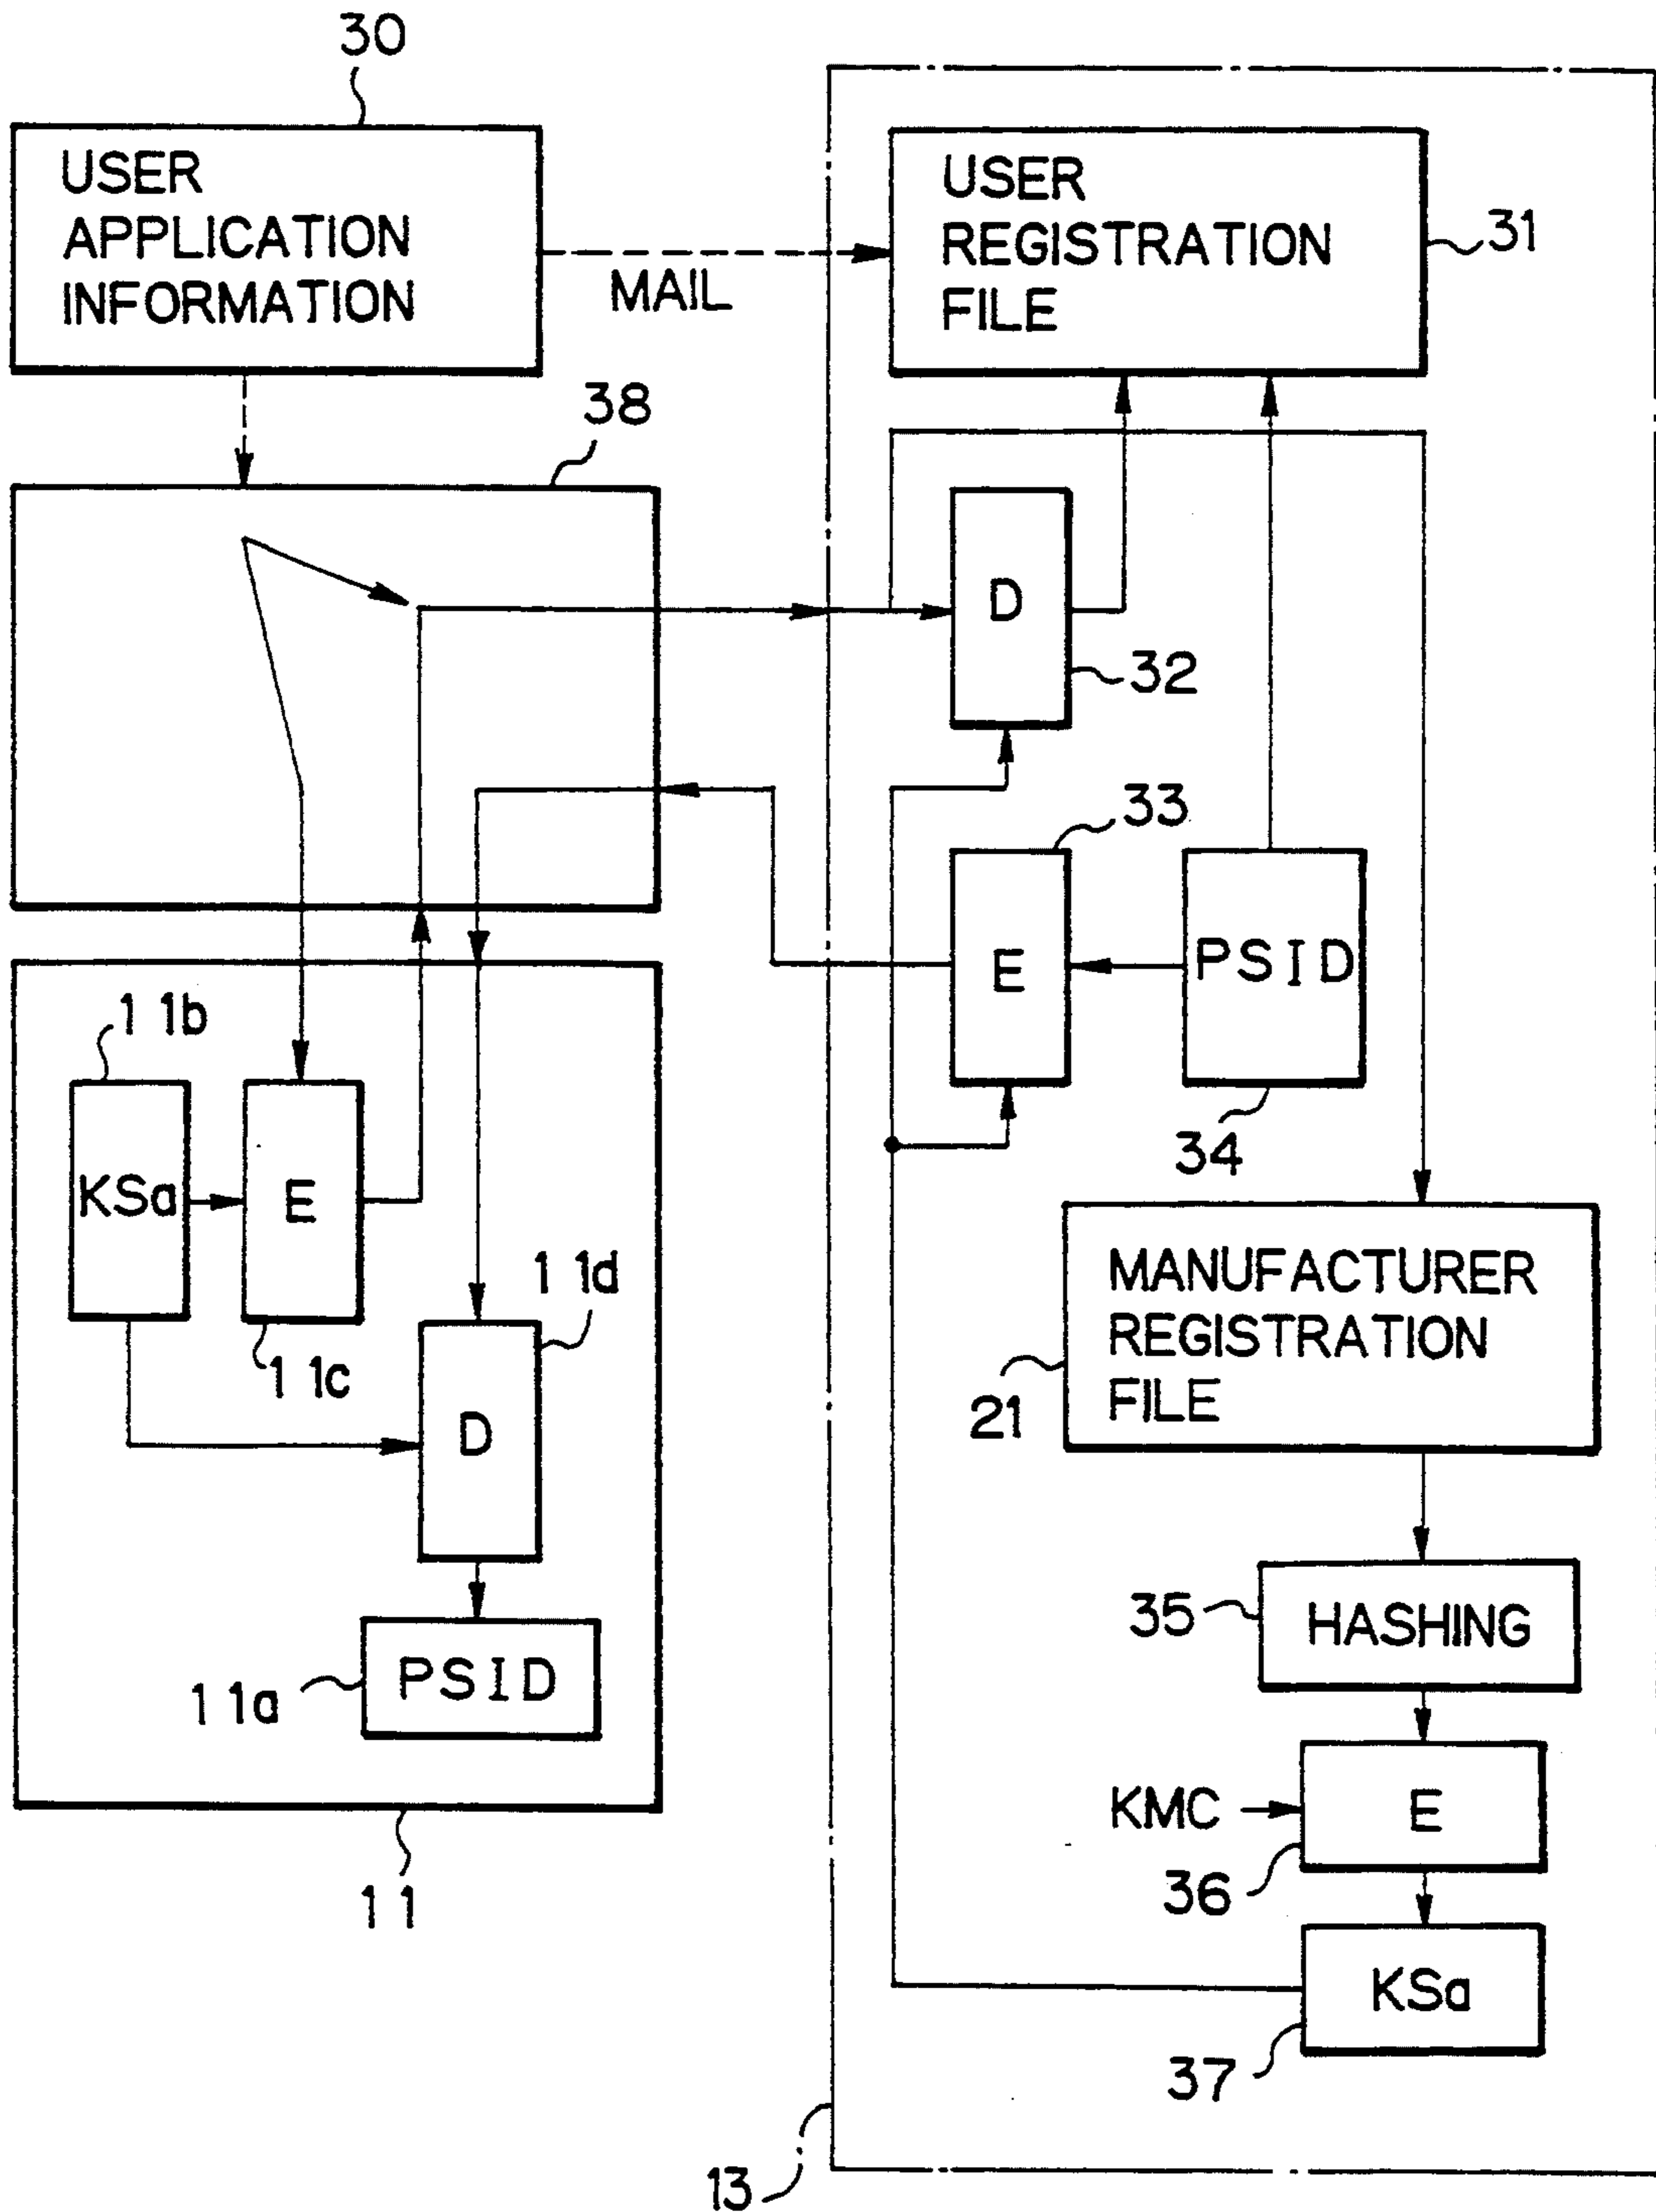 30
USER
APPLICATION
INFORMATION
MAIL
USER
REGISTRATION
FILE
31
38
D
32
33
E
PSID
34
11b
KSa
E
11c
11d
D
PSID
11a
11
MANUFACTURER
REGISTRATION
FILE
21
35
HASHING
KMC
E
36
KSa
37
13